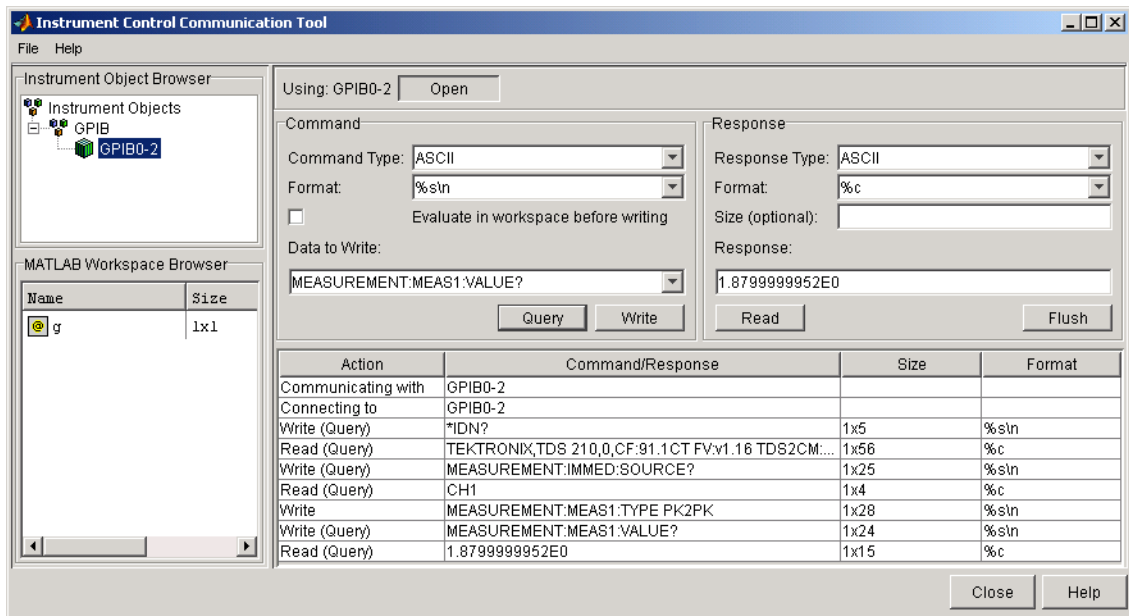 Instrument Control Communication Tool
File Help
Instrument Object Browser
Instrument Objects
GPIB
GPIB0-2
MATLAB Workspace Browser
Name Size
g 1x1
Using: GPIB0-2 Open
Command
Command Type: ASCII
Format: %s\n
Evaluate in workspace before writing
Data to Write:
MEASUREMENT:MEAS1:VALUE?
Query Write
Response
Response Type: ASCII
Format: %c
Size (optional):
Response:
1.8799999952E0
Read Flush
Action Command/Response Size Format
Communicating with GPIB0-2
Connecting to GPIB0-2
Write (Query) *IDN? 1x5 %s\n
Read (Query) TEKTRONIX,TDS 210,0,CF:91.1CT FV:v1.16 TDS2CM:... 1x56 %c
Write (Query) MEASUREMENT:IMMED:SOURCE? 1x25 %s\n
Read (Query) CH1 1x4 %c
Write MEASUREMENT:MEAS1:TYPE PK2PK 1x28 %s\n
Write (Query) MEASUREMENT:MEAS1:VALUE? 1x24 %s\n
Read (Query) 1.8799999952E0 1x15 %c
Close Help